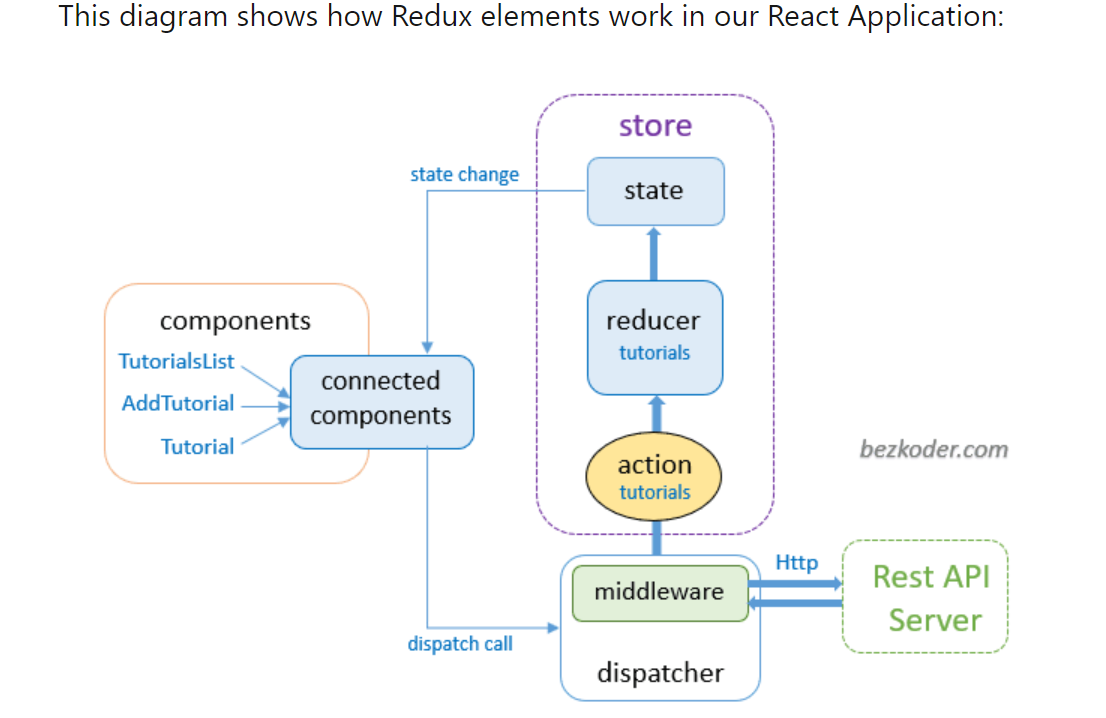 This diagram shows how Redux elements work in our React Application:
store
state change
state
components
reducer
tutorials
TutorialsList
AddTutorial
Tutorial
connected
components
action
tutorials
bezkoder.com
Http
middleware
Rest API
Server
dispatch call
dispatcher